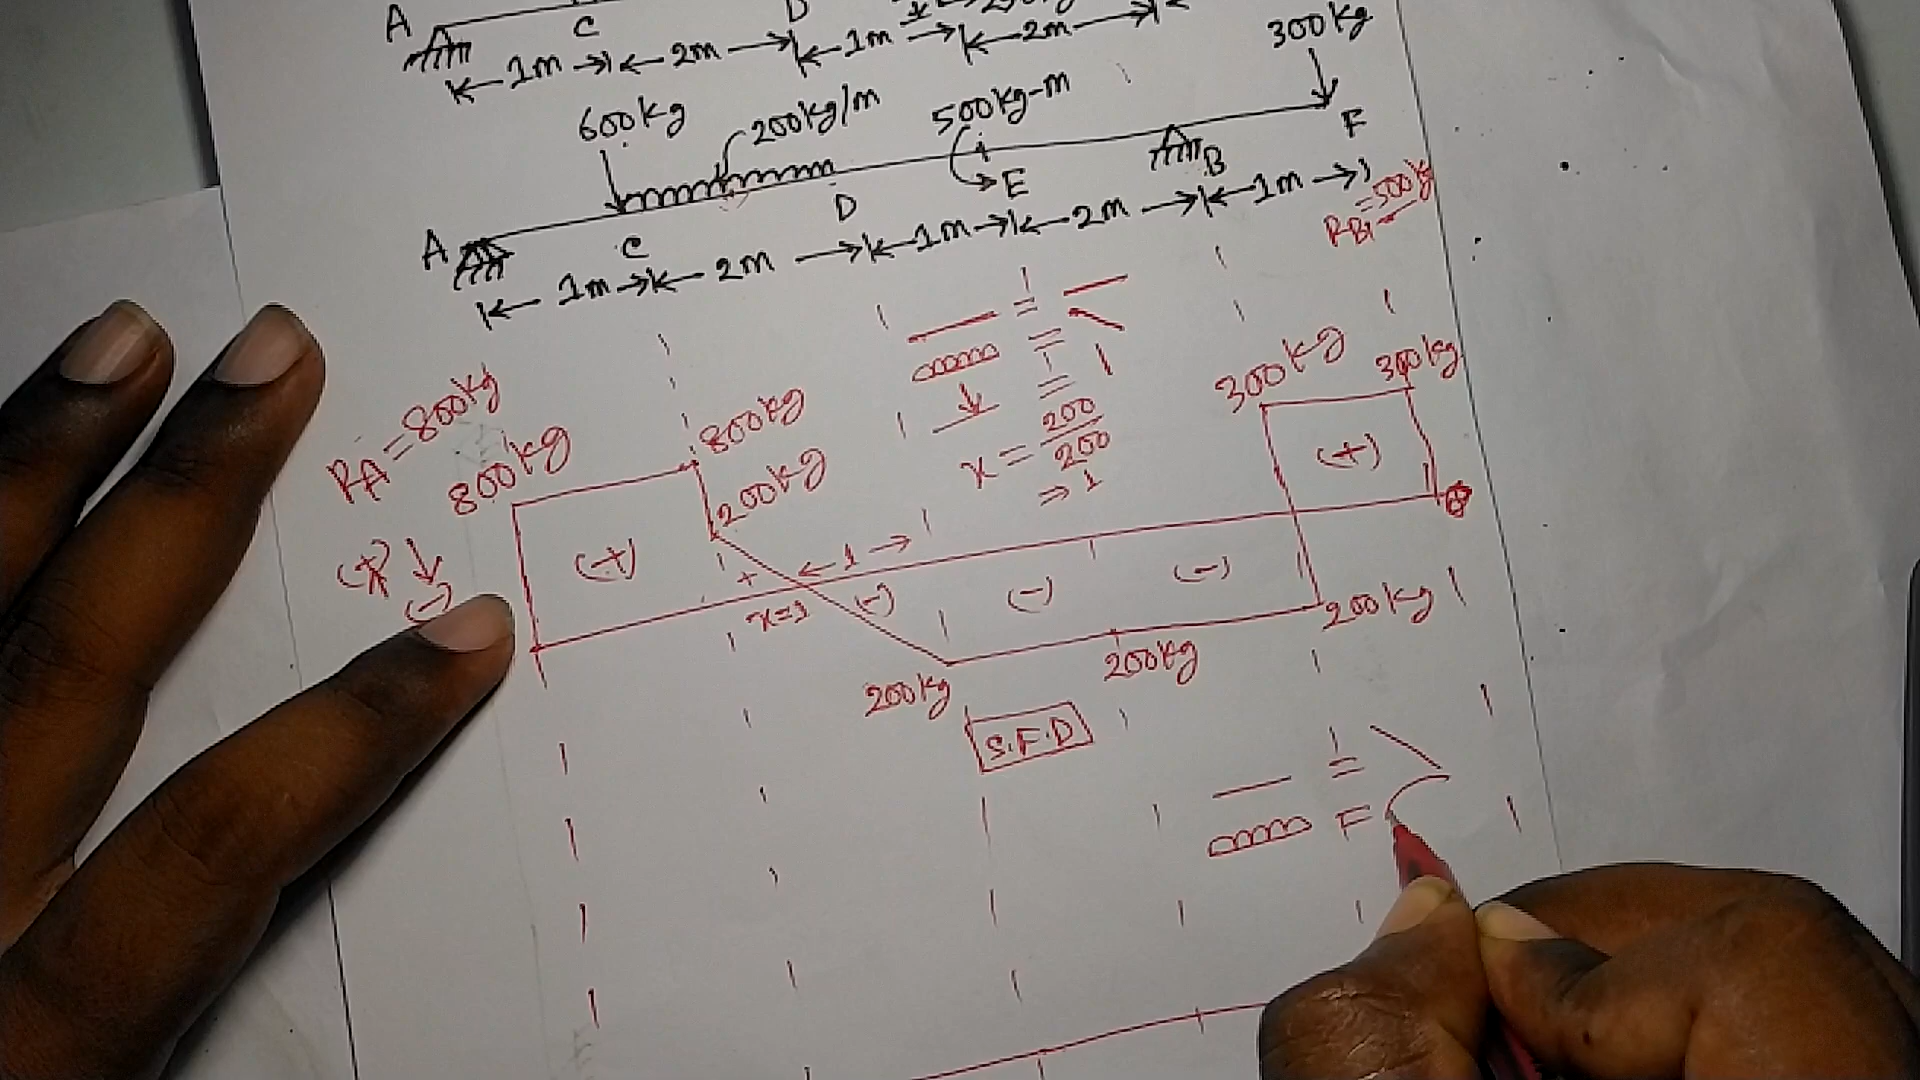 A C D
1m 2m 1m 2m
300kg
600kg 200kg/m 500kg-m
A C D E B F
1m 2m 1m 2m 1m
RB = 500kg
RA = 800kg
800kg 800kg 300kg 300kg
200kg
=
=
=
x = 200/200
⇒ 1
(+) (-)
(+) + x=1 ←1→ (-) (-) (-) (+)
200kg 200kg 200kg
S.F.D
=
=